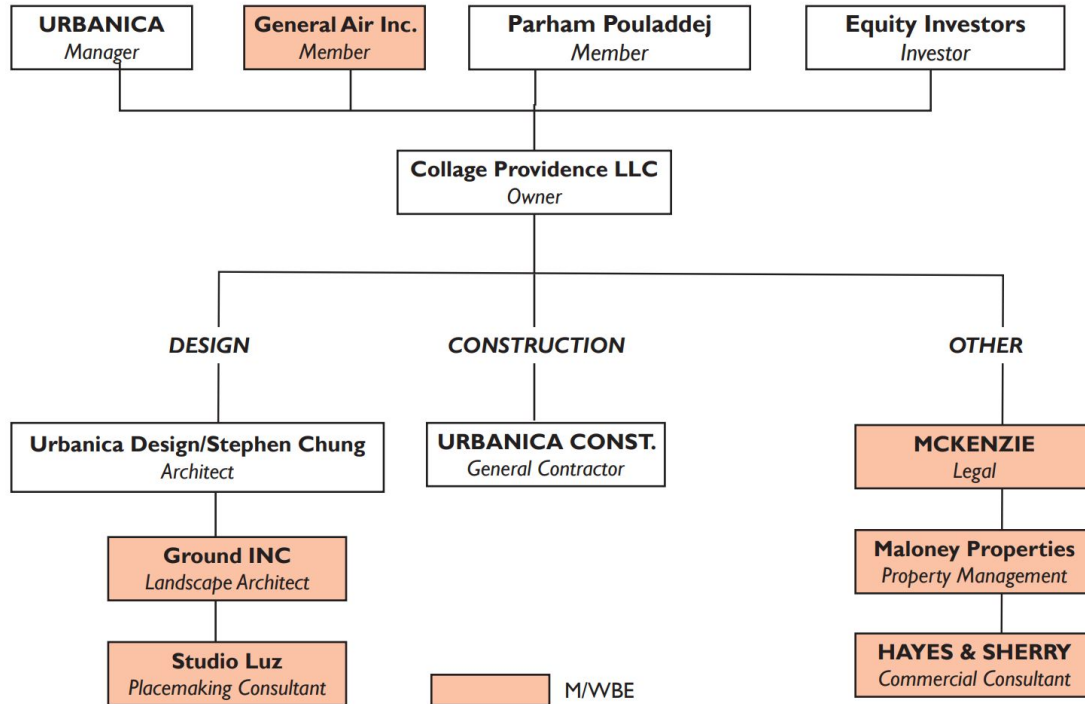 URBANICA
Manager
General Air Inc.
Member
Parham Pouladdej
Member
Equity Investors
Investor
Collage Providence LLC
Owner
DESIGN
CONSTRUCTION
OTHER
Urbanica Design/Stephen Chung
Architect
URBANICA CONST.
General Contractor
MCKENZIE
Legal
Ground INC
Landscape Architect
Maloney Properties
Property Management
Studio Luz
Placemaking Consultant
HAYES & SHERRY
Commercial Consultant
M/WBE